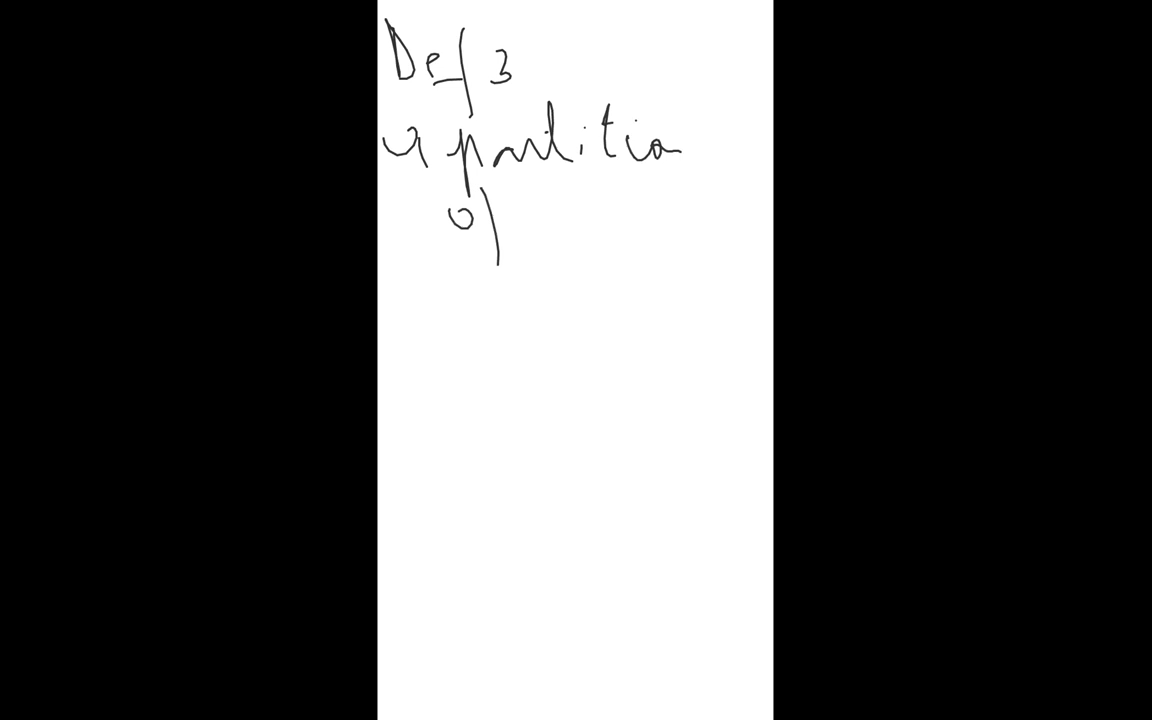 Def 3
a partition
of